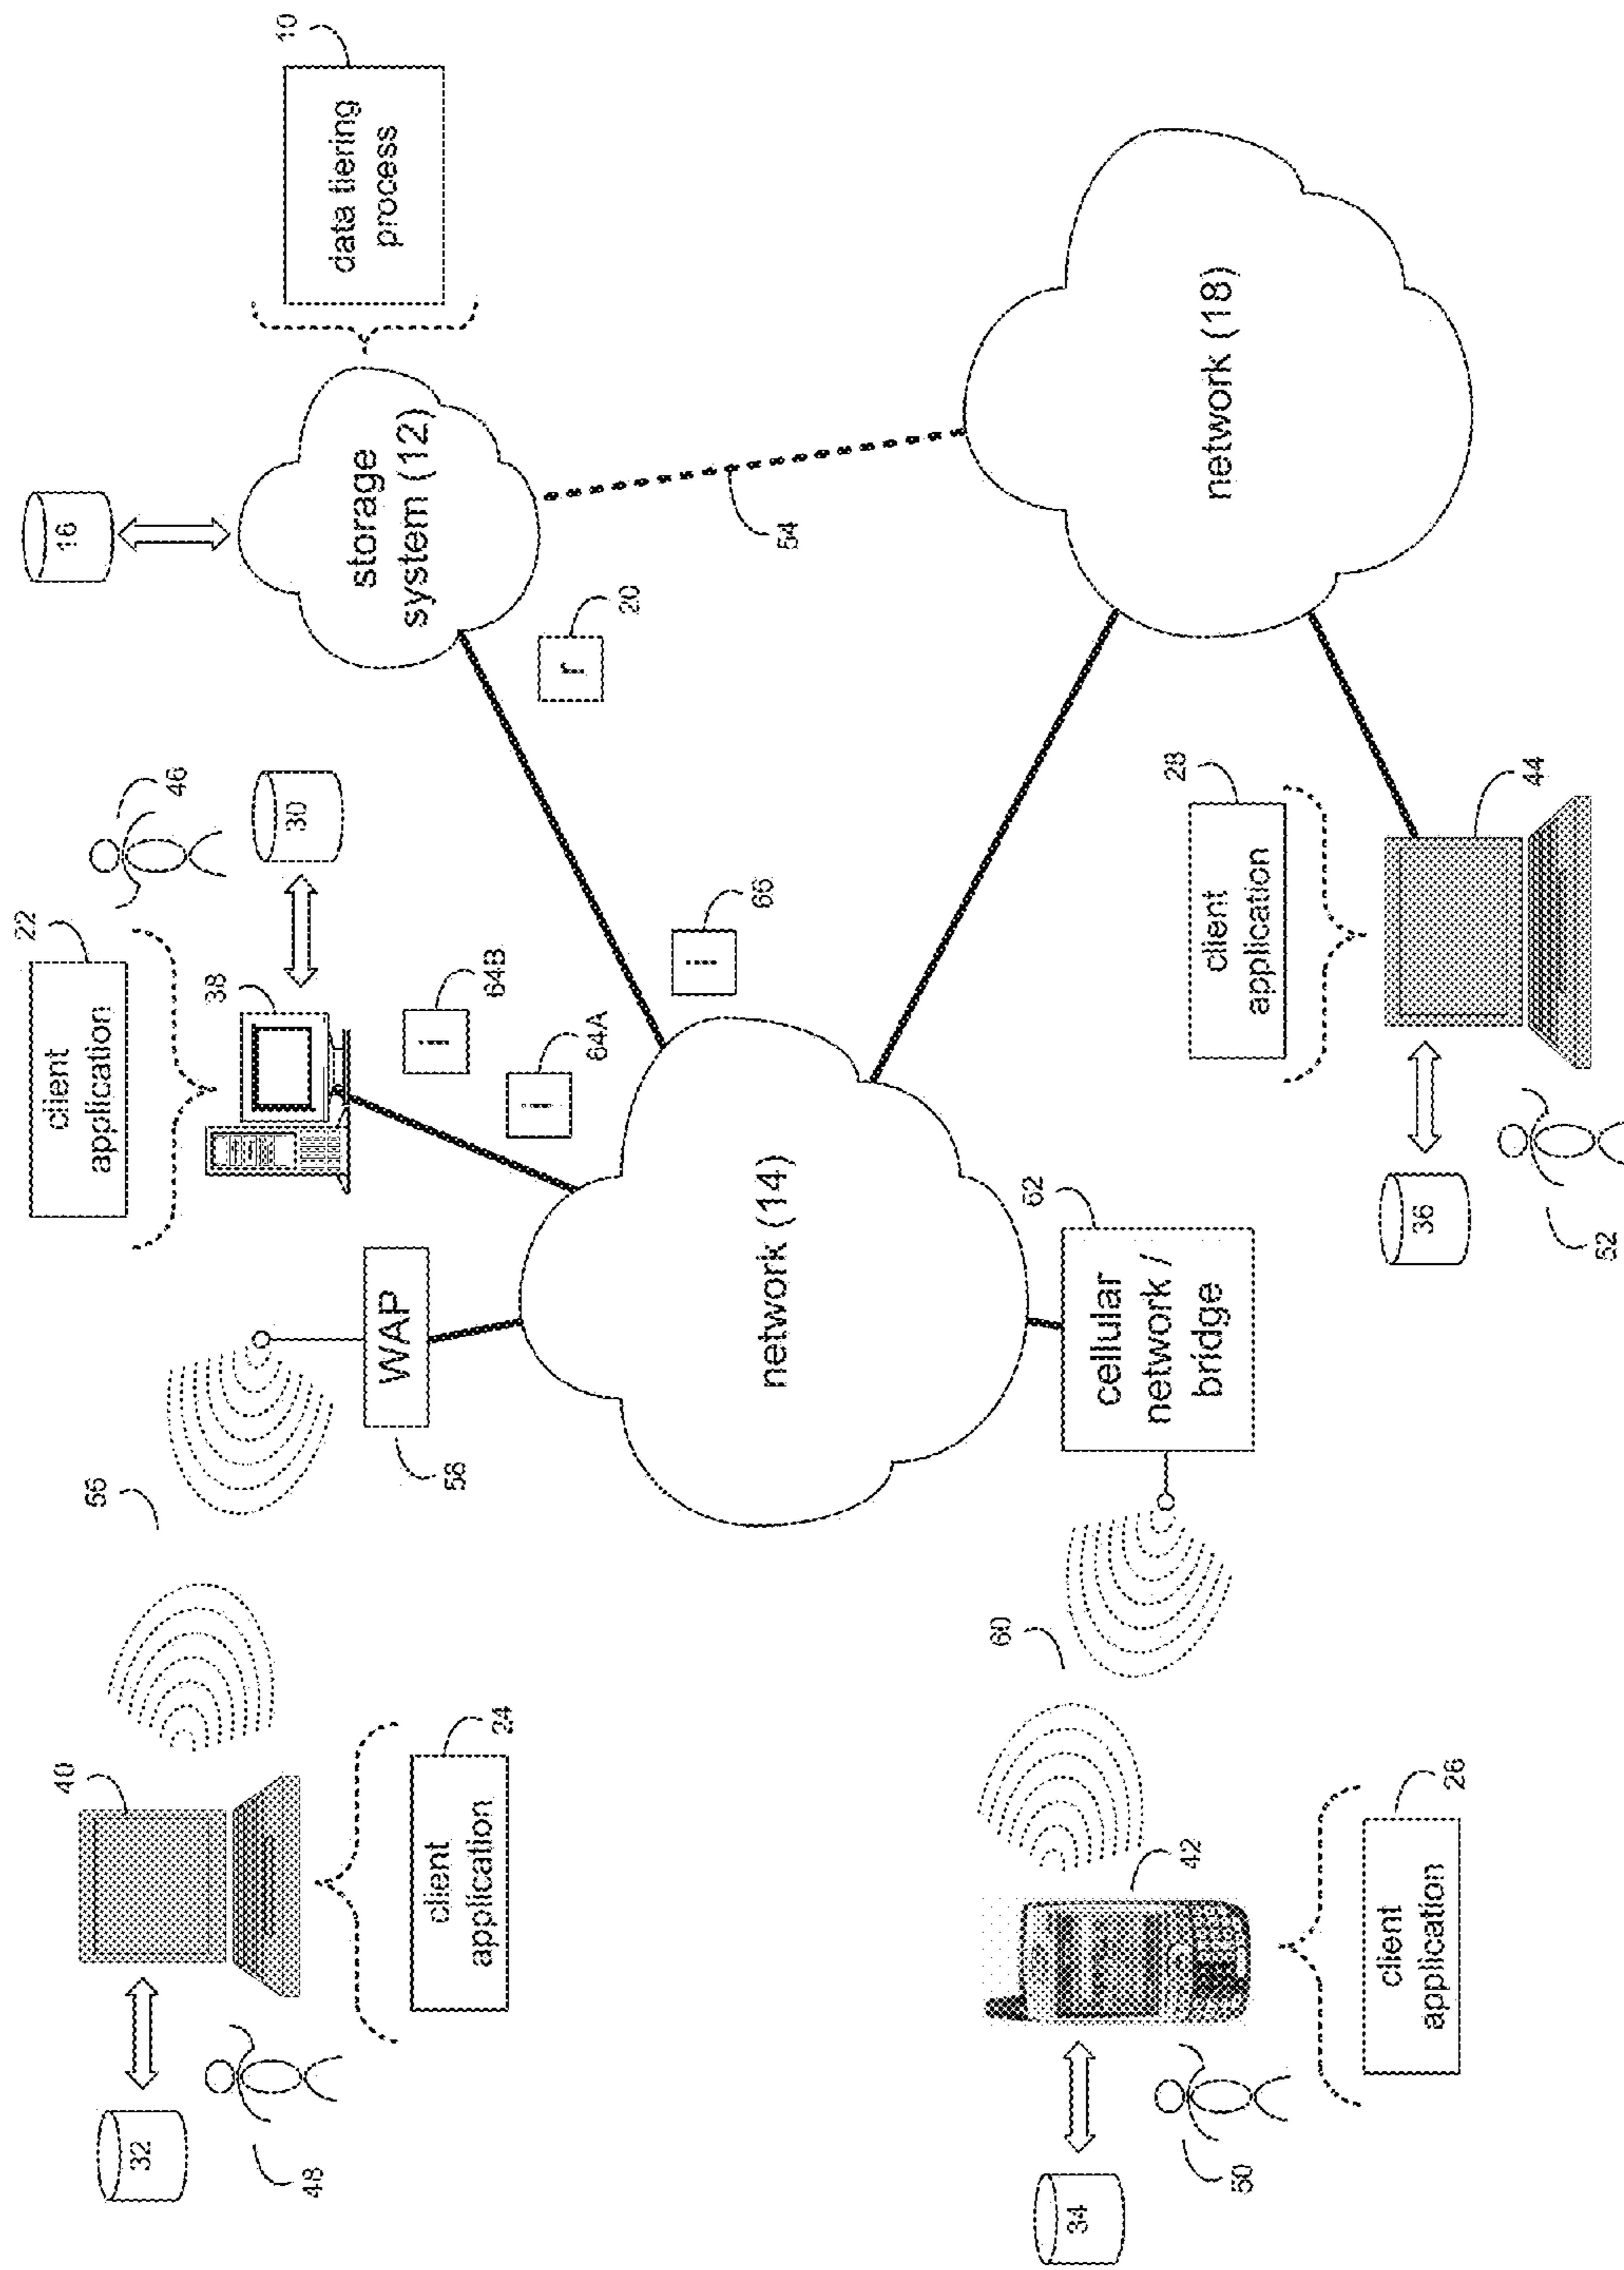 10
data tiering
process
16
storage
system (12)
54
network (18)
r
20
46
30
22
client
application
38
i
64B
i
64A
i
66
28
client
application
44
network (14)
WAP
58
56
62
cellular
network /
bridge
36
52
60
40
24
client
application
32
48
42
26
client
application
34
50